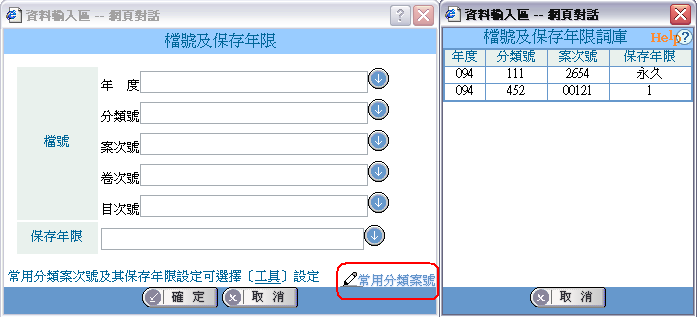 資料輸入區 -- 網頁對話
檔號及保存年限
檔號
年 度
分類號
案次號
卷次號
目次號
保存年限
常用分類案次號及其保存年限設定可選擇〔工具〕設定
常用分類案號
確 定
取 消
資料輸入區 -- 網頁對話
檔號及保存年限詞庫
Help?
年度 分類號 案次號 保存年限
094 111 2654 永久
094 452 00121 1
取 消